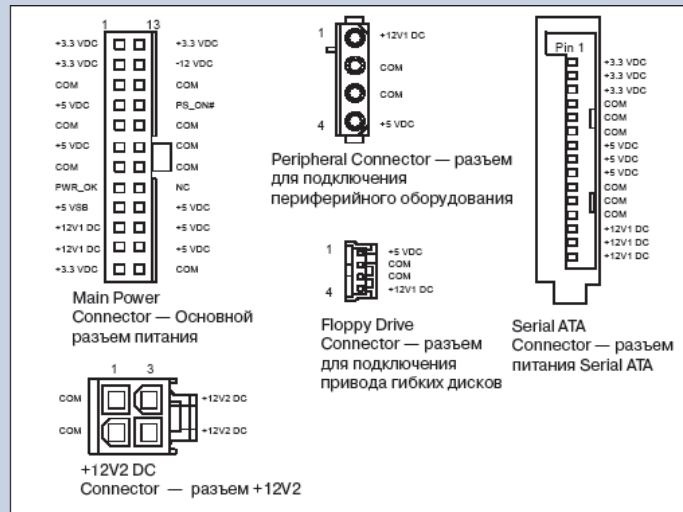 1 13
+3.3 VDC +3.3 VDC
+3.3 VDC -12 VDC
COM COM
+5 VDC PS_ON#
COM COM
+5 VDC COM
COM COM
PWR_OK NC
+5 VSB +5 VDC
+12V1 DC +5 VDC
+12V1 DC +5 VDC
+3.3 VDC COM
Main Power
Connector — Основной
разъем питания
1 3
COM +12V2 DC
COM +12V2 DC
+12V2 DC
Connector — разъем +12V2
1 +12V1 DC
COM
COM
4 +5 VDC
Peripheral Connector — разъем
для подключения
периферийного оборудования
1 +5 VDC
COM
COM
4 +12V1 DC
Floppy Drive
Connector — разъем
для подключения
привода гибких дисков
Pin 1
+3.3 VDC
+3.3 VDC
+3.3 VDC
COM
COM
COM
+5 VDC
+5 VDC
+5 VDC
COM
COM
COM
+12V1 DC
+12V1 DC
+12V1 DC
Serial ATA
Connector — разъем
питания Serial ATA